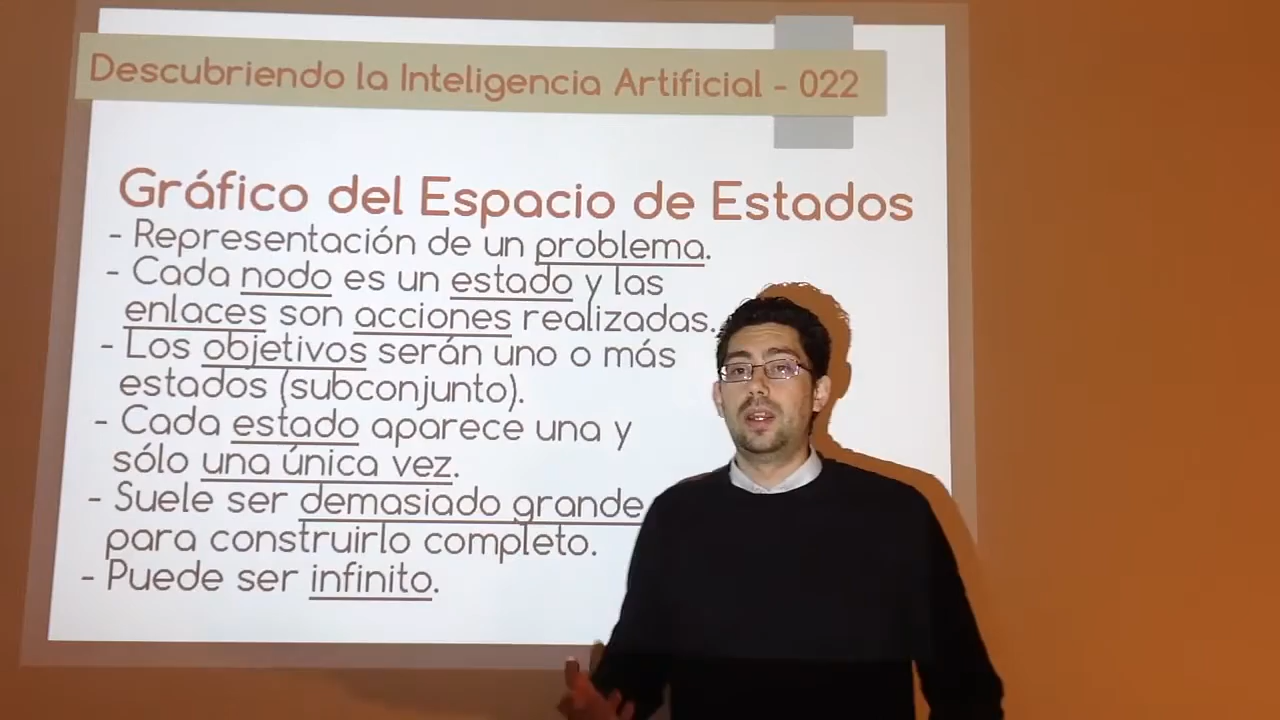 Descubriendo la Inteligencia Artificial - 022
Gráfico del Espacio de Estados
- Representación de un problema.
- Cada nodo es un estado y las
enlaces son acciones realizadas.
- Los objetivos serán uno o más
estados (subconjunto).
- Cada estado aparece una y
sólo una única vez.
- Suele ser demasiado grande
para construirlo completo.
- Puede ser infinito.